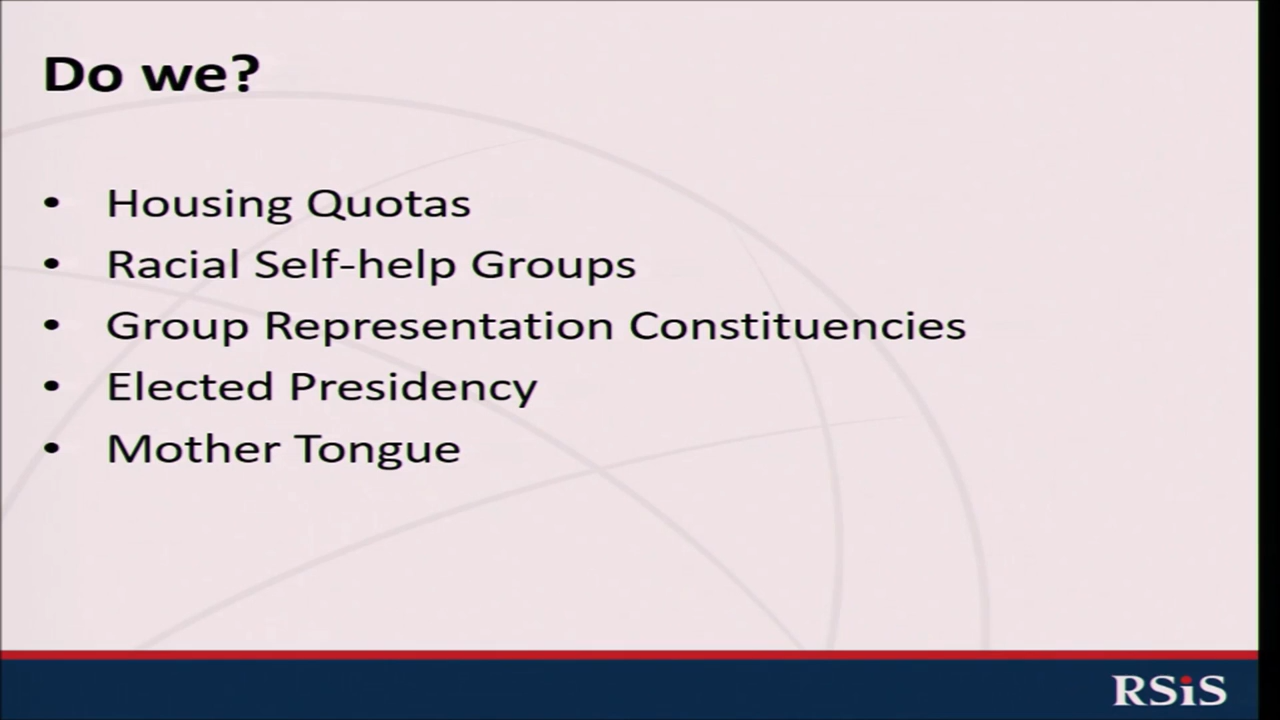 Do we?
• Housing Quotas
• Racial Self-help Groups
• Group Representation Constituencies
• Elected Presidency
• Mother Tongue
RSiS